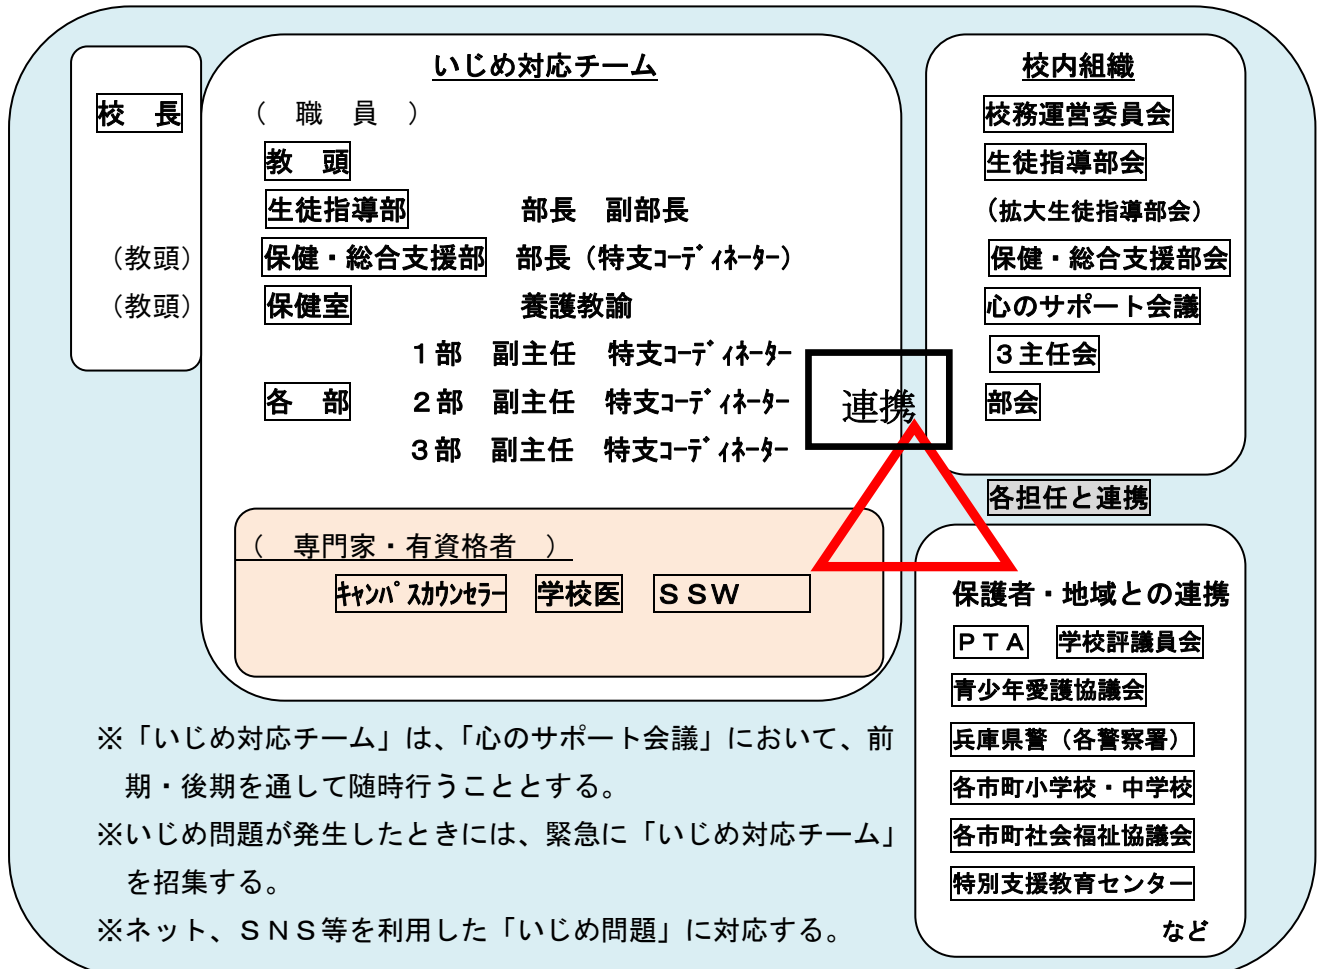 いじめ対応チーム
校　長
（　職　員　）
教　頭
生徒指導部　部長　副部長
（教頭）　保健・総合支援部　部長（特支ｺｰﾃﾞｨﾈｰﾀｰ）
（教頭）　保健室　養護教諭
１部　副主任　特支ｺｰﾃﾞｨﾈｰﾀｰ
各　部　２部　副主任　特支ｺｰﾃﾞｨﾈｰﾀｰ
３部　副主任　特支ｺｰﾃﾞｨﾈｰﾀｰ
（　専門家・有資格者　）
ｷｬﾝﾊﾟｽｶｳﾝｾﾗｰ　学校医　ＳＳＷ
連携
校内組織
校務運営委員会
生徒指導部会
（拡大生徒指導部会）
保健・総合支援部会
心のサポート会議
３主任会
部会
各担任と連携
保護者・地域との連携
ＰＴＡ　学校評議員会
青少年愛護協議会
兵庫県警（各警察署）
各市町小学校・中学校
各市町社会福祉協議会
特別支援教育センター
など
※「いじめ対応チーム」は、「心のサポート会議」において、前
期・後期を通して随時行うこととする。
※いじめ問題が発生したときには、緊急に「いじめ対応チーム」
を招集する。
※ネット、ＳＮＳ等を利用した「いじめ問題」に対応する。